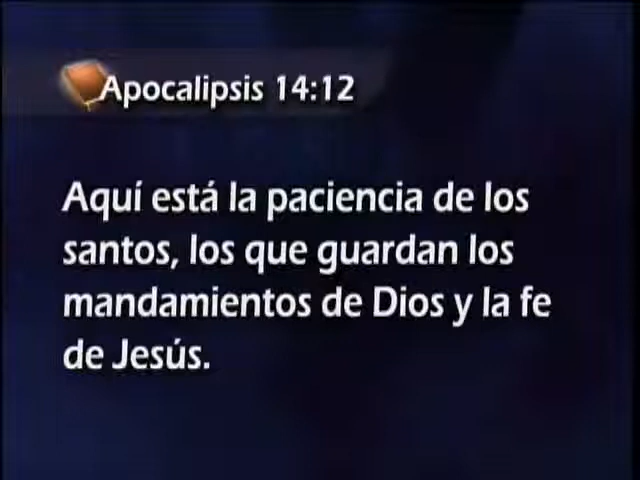 Apocalipsis 14:12
Aquí está la paciencia de los
santos, los que guardan los
mandamientos de Dios y la fe
de Jesús.